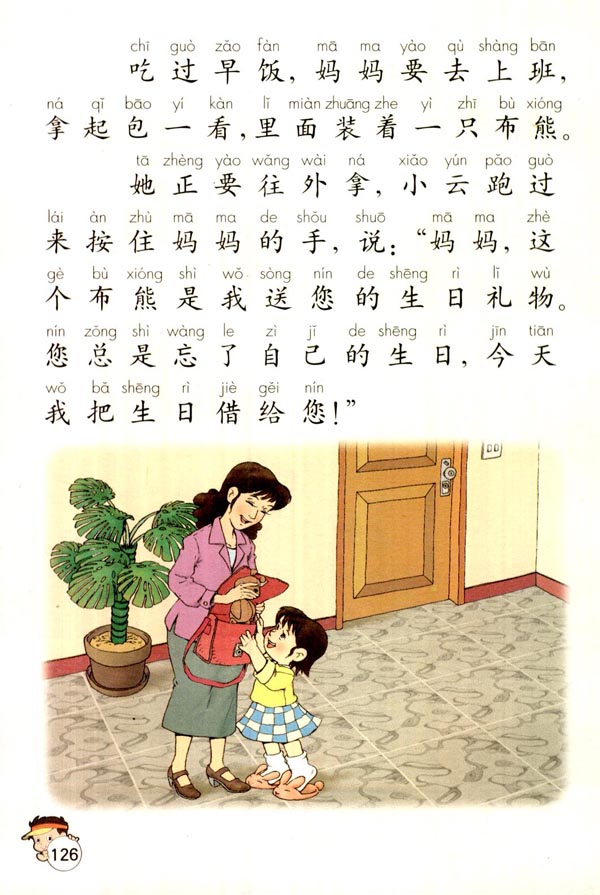 chī guò zǎo fàn mā ma yào qù shàng bān
吃过早饭，妈妈要去上班，
ná qǐ bāo yí kàn lǐ miàn zhuāng zhe yì zhī bù xióng
拿起包一看，里面装着一只布熊。
tā zhèng yào wǎng wài ná xiǎo yún pǎo guò
她正要往外拿，小云跑过
lái àn zhù mā ma de shǒu shuō mā ma zhè
来按住妈妈的手，说：“妈妈，这
gè bù xióng shì wǒ sòng nín de shēng rì lǐ wù
个布熊是我送您的生日礼物。
nín zǒng shì wàng le zì jǐ de shēng rì jīn tiān
您总是忘了自己的生日，今天
wǒ bǎ shēng rì jiè gěi nín
我把生日借给您！”
126